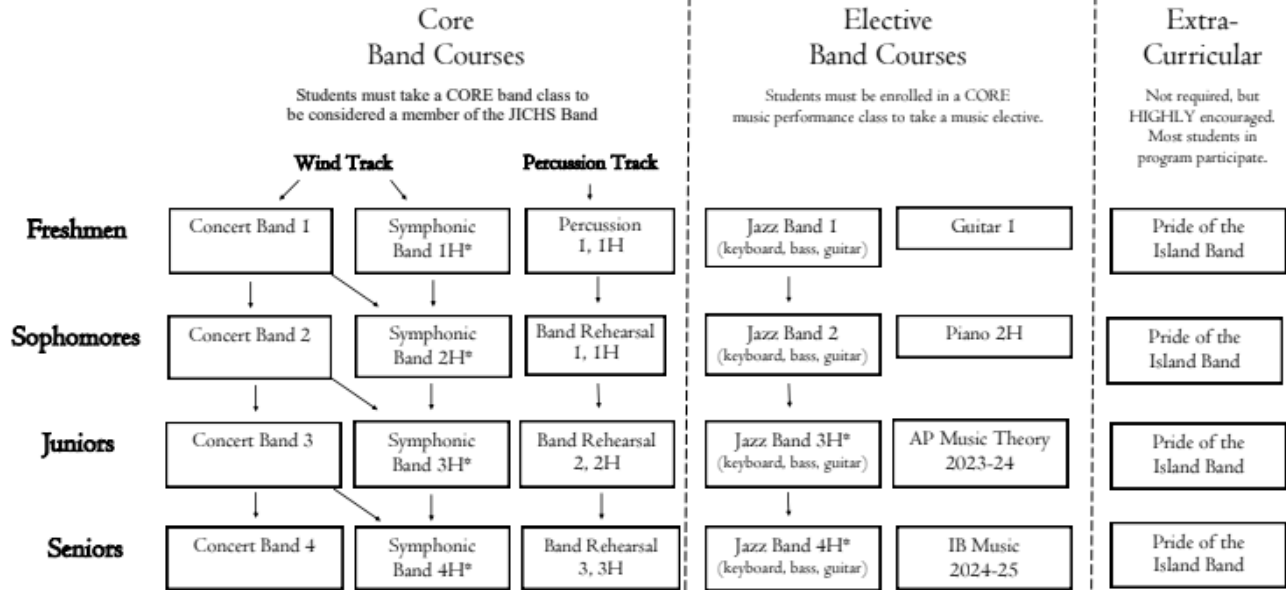 Core
Band Courses
Students must take a CORE band class to
be considered a member of the JICHS Band
Elective
Band Courses
Students must be enrolled in a CORE
music performance class to take a music elective.
Extra-
Curricular
Not required, but
HIGHLY encouraged.
Most students in
program participate.
Wind Track
Percussion Track
Freshmen
Concert Band 1
Symphonic
Band 1H*
Percussion
1, 1H
Jazz Band 1
(keyboard, bass, guitar)
Guitar 1
Pride of the
Island Band
Sophomores
Concert Band 2
Symphonic
Band 2H*
Band Rehearsal
1, 1H
Jazz Band 2
(keyboard, bass, guitar)
Piano 2H
Pride of the
Island Band
Juniors
Concert Band 3
Symphonic
Band 3H*
Band Rehearsal
2, 2H
Jazz Band 3H*
(keyboard, bass, guitar)
AP Music Theory
2023-24
Pride of the
Island Band
Seniors
Concert Band 4
Symphonic
Band 4H*
Band Rehearsal
3, 3H
Jazz Band 4H*
(keyboard, bass, guitar)
IB Music
2024-25
Pride of the
Island Band